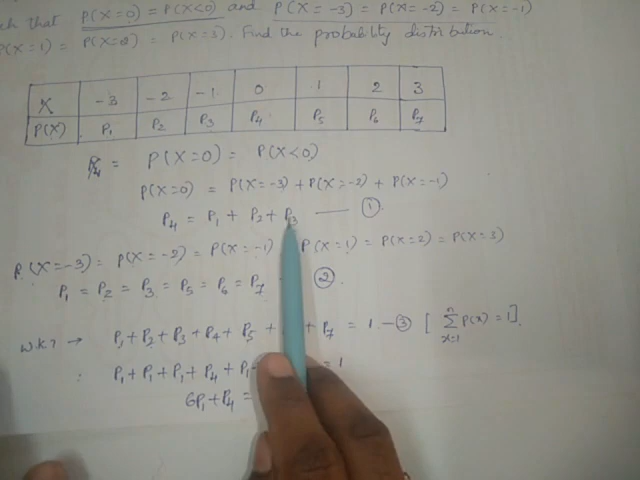 ch that P(X=0) = P(X<0) and P(X=-3) = P(X=-2) = P(X=-1)
P(X=1) = P(X=2) = P(X=3). Find the probability distribution.
X -3 -2 -1 0 1 2 3
P(X) P₁ P₂ P₃ P₄ P₅ P₆ P₇
= P(X=0) = P(X<0)
P(X=0) = P(X=-3) + P(X=-2) + P(X=-1)
P₄ = P₁ + P₂ + P₃ — ①.
P(X=-3) = P(X=-2) = P(X=-1) P(X=1) = P(X=2) = P(X=3)
P₁ = P₂ = P₃ = P₅ = P₆ = P₇ ②.
W.K.T → P₁+P₂+P₃+P₄+P₅ + + P₇ = 1 -③ [ n∑x=1 P(x) = 1].
: P₁+P₁+P₁+P₄+P₁ = 1
6P₁+P₄ =